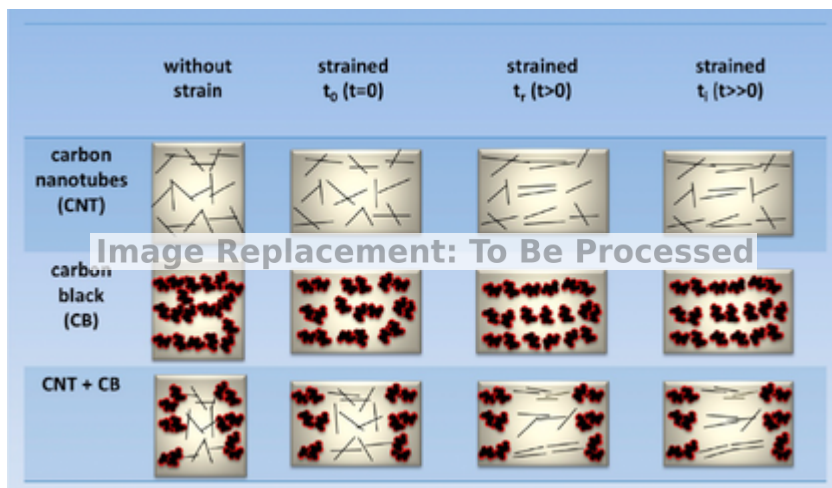 without
strain
strained
t₀ (t=0)
strained
tᵣ (t>0)
strained
tᵢ (t>>0)
carbon
nanotubes
(CNT)
Image Replacement: To Be Processed
carbon
black
(CB)
CNT + CB